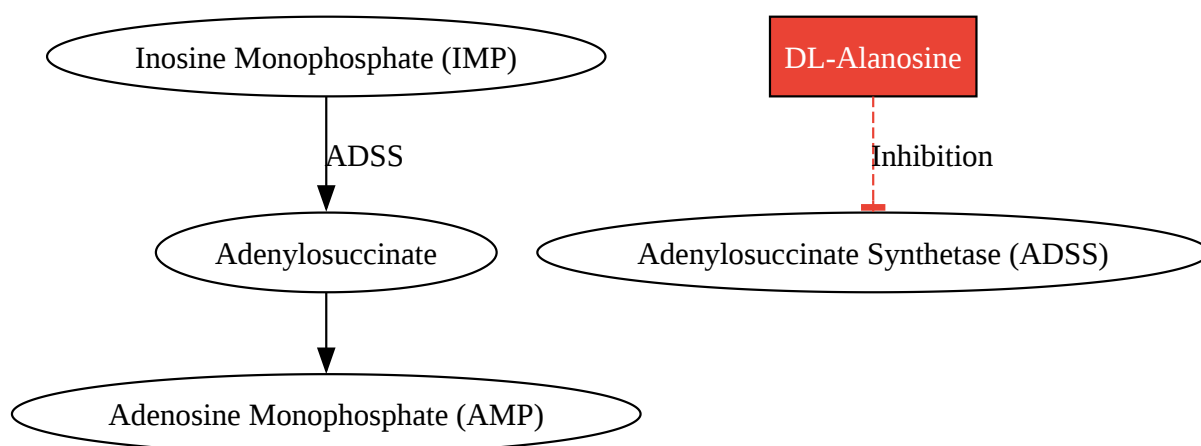 Inosine Monophosphate (IMP)
DL-Alanosine
ADSS
Inhibition
Adenylosuccinate
Adenylosuccinate Synthetase (ADSS)
Adenosine Monophosphate (AMP)